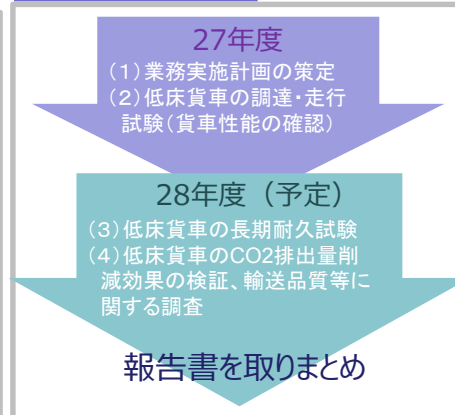 27年度
(1)業務実施計画の策定
(2)低床貨車の調達・走行
試験(貨車性能の確認)
28年度（予定）
(3)低床貨車の長期耐久試験
(4)低床貨車のCO2排出量削
減効果の検証、輸送品質等に
関する調査
報告書を取りまとめ